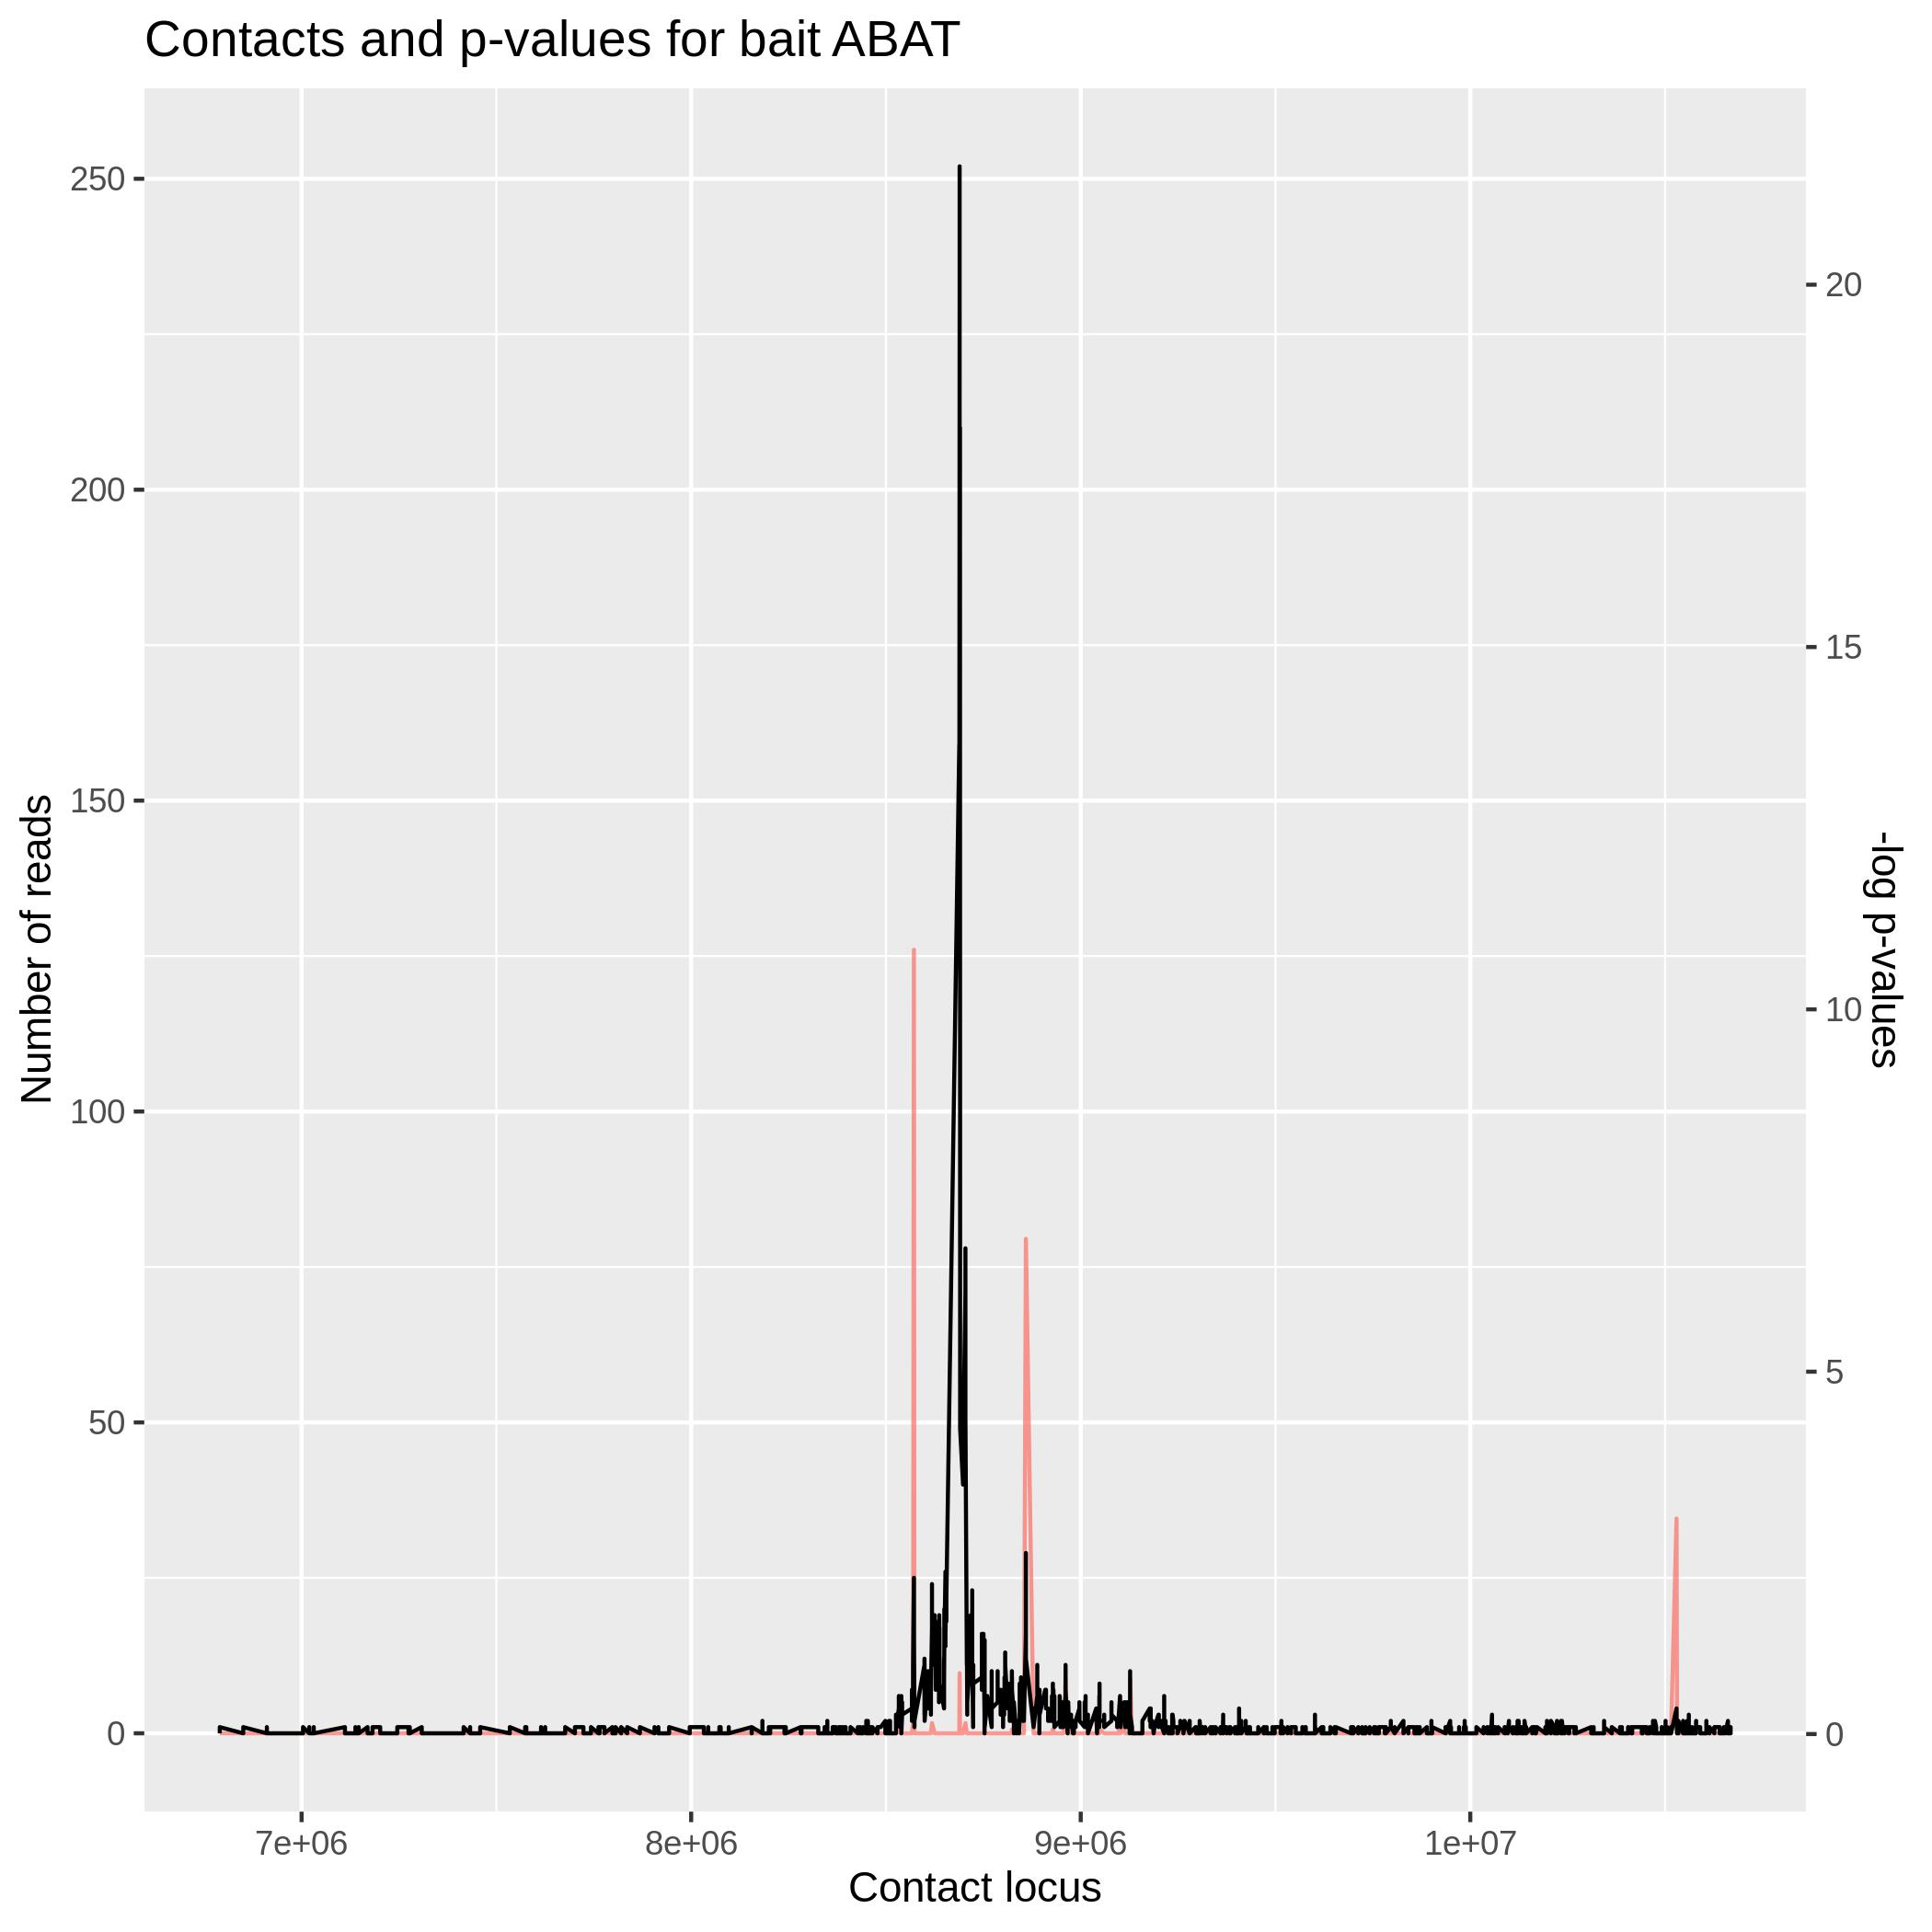 Contacts and p-values for bait ABAT
250
200
150
100
50
0
20
15
10
5
0
Number of reads
-log p-values
7e+06
8e+06
9e+06
1e+07
Contact locus